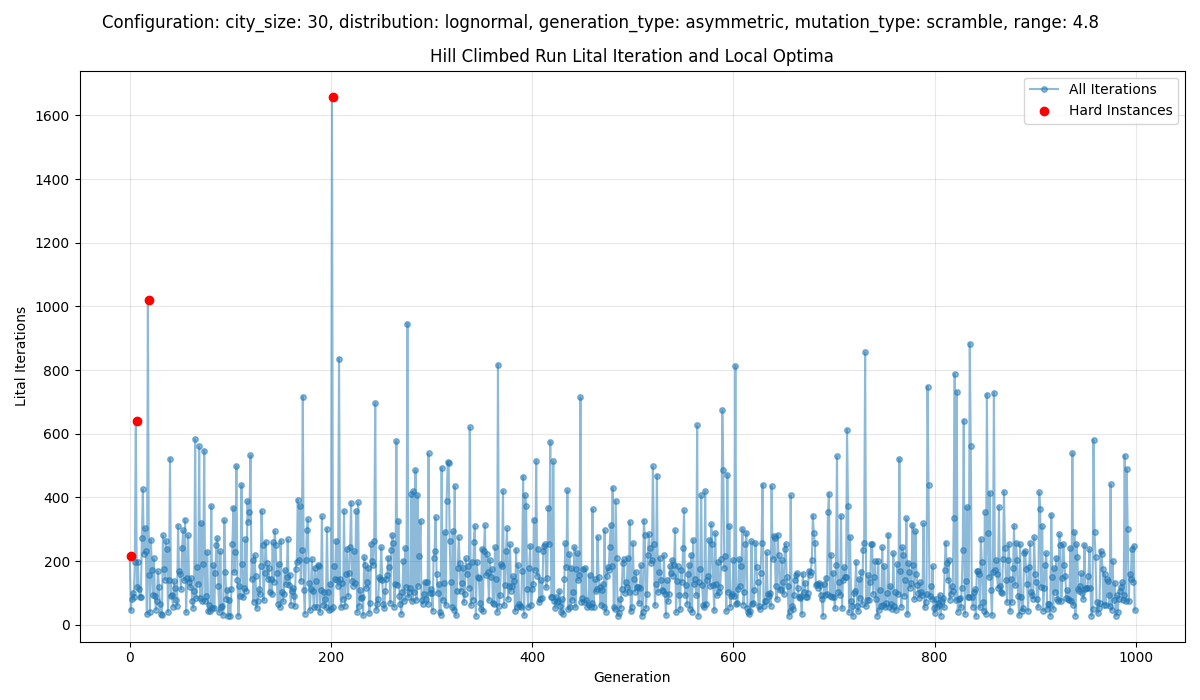 Configuration: city_size: 30, distribution: lognormal, generation_type: asymmetric, mutation_type: scramble, range: 4.8
Hill Climbed Run Lital Iteration and Local Optima
All Iterations
Hard Instances
Lital Iterations
1600
1400
1200
1000
800
600
400
200
0
0 200 400 600 800 1000
Generation